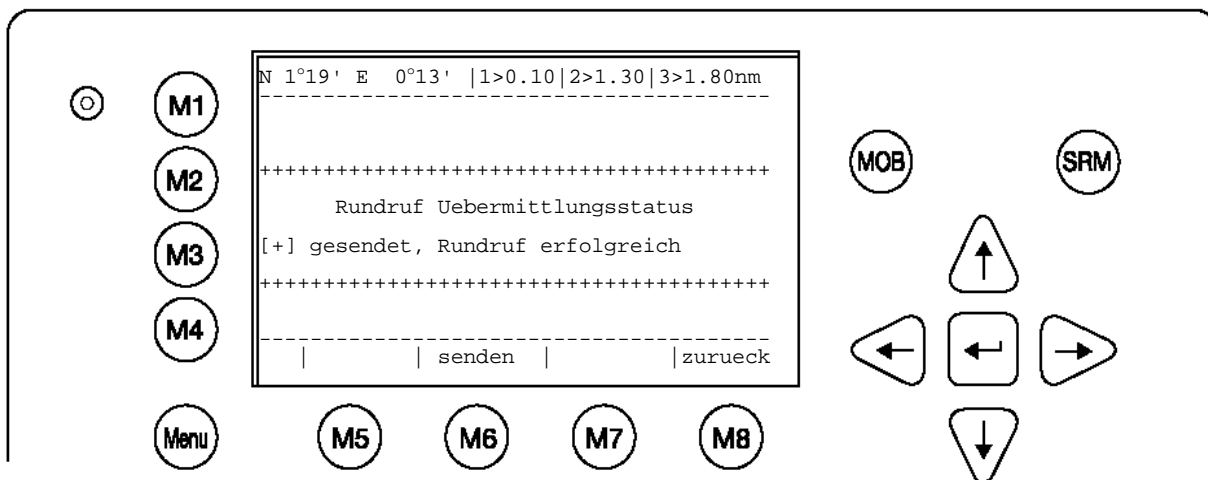 N 1°19' E 0°13' |1>0.10|2>1.30|3>1.80nm
----------------------------------------
++++++++++++++++++++++++++++++++++++++++
Rundruf Uebermittlungsstatus
[+] gesendet, Rundruf erfolgreich
++++++++++++++++++++++++++++++++++++++++
----------------------------------------
| | senden | |zurueck
M1
M2
M3
M4
Menu
M5
M6
M7
M8
MOB
SRM